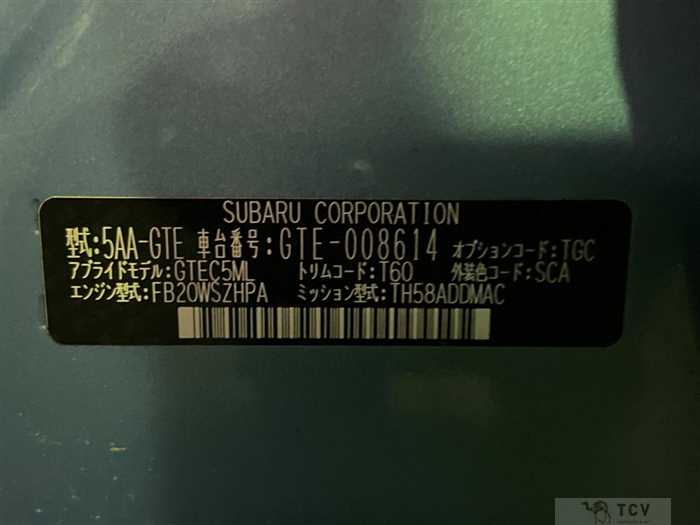 SUBARU CORPORATION
型式:5AA-GTE 車台番号:GTE-008614 オプションコード:TGC
アプライドモデル:GTEC5ML トリムコード:T60 外装色コード:SCA
エンジン型式:FB20WSZHPA ミッション型式:TH58ADDMAC
TCV